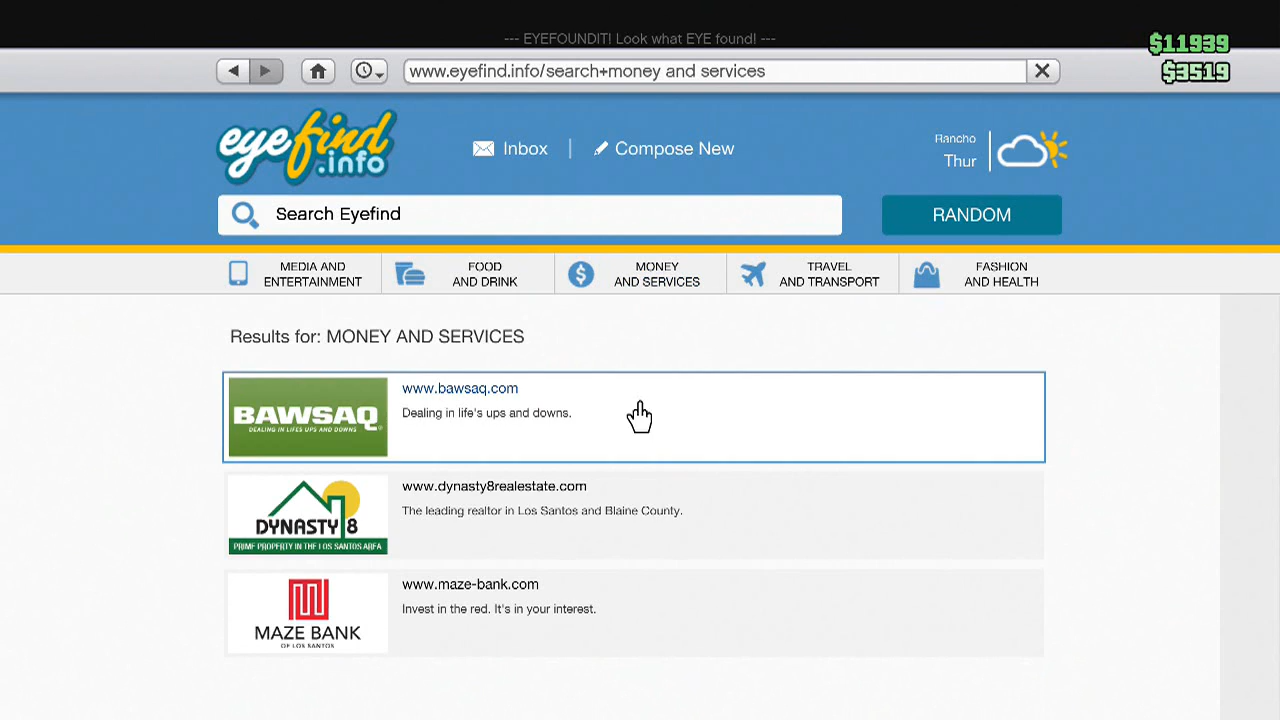 --- EYEFOUNDIT! Look what EYE found! ---
$11939
$3519
www.eyefind.info/search+money and services
eyefind.info
Inbox | Compose New
Rancho
Thur
Search Eyefind
RANDOM
MEDIA AND ENTERTAINMENT
FOOD AND DRINK
MONEY AND SERVICES
TRAVEL AND TRANSPORT
FASHION AND HEALTH
Results for: MONEY AND SERVICES
BAWSAQ
DEALING IN LIFES UPS AND DOWNS
www.bawsaq.com
Dealing in life's ups and downs.
DYNASTY 8
PRIME PROPERTY IN THE LOS SANTOS AREA
www.dynasty8realestate.com
The leading realtor in Los Santos and Blaine County.
MAZE BANK
OF LOS SANTOS
www.maze-bank.com
Invest in the red. It's in your interest.